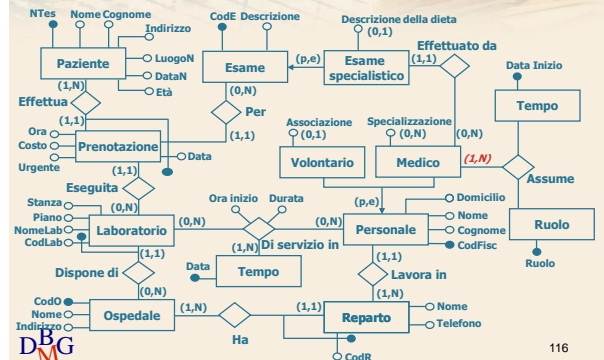 NTes Nome Cognome
Indirizzo
CodE Descrizione
Descrizione della dieta
(0,1)
Effettuato da
Data Inizio
Paziente
LuogoN
DataN
Età
Esame
(p,e)
Esame
specialistico
(1,1)
Tempo
(1,N)
Effettua
(1,1)
(0,N)
Per
(1,1)
Associazione
(0,1)
Specializzazione
(0,N)
(0,N)
(1,N)
Ora
Costo
Urgente
Prenotazione
Data
Volontario
Medico
Assume
(1,1)
Eseguita
(0,N)
Ora inizio
Durata
(p,e)
Domicilio
Stanza
Piano
NomeLab
CodLab
Laboratorio
(0,N)
(0,N)
Di servizio in
(1,N)
Personale
Nome
Cognome
CodFisc
Ruolo
Ruolo
(1,1)
Dispone di
(0,N)
Data
Tempo
(1,1)
Lavora in
(1,N)
CodO
Nome
Indirizzo
Ospedale
(1,N)
Ha
(1,1)
Reparto
Nome
Telefono
CodR
DBMG
116